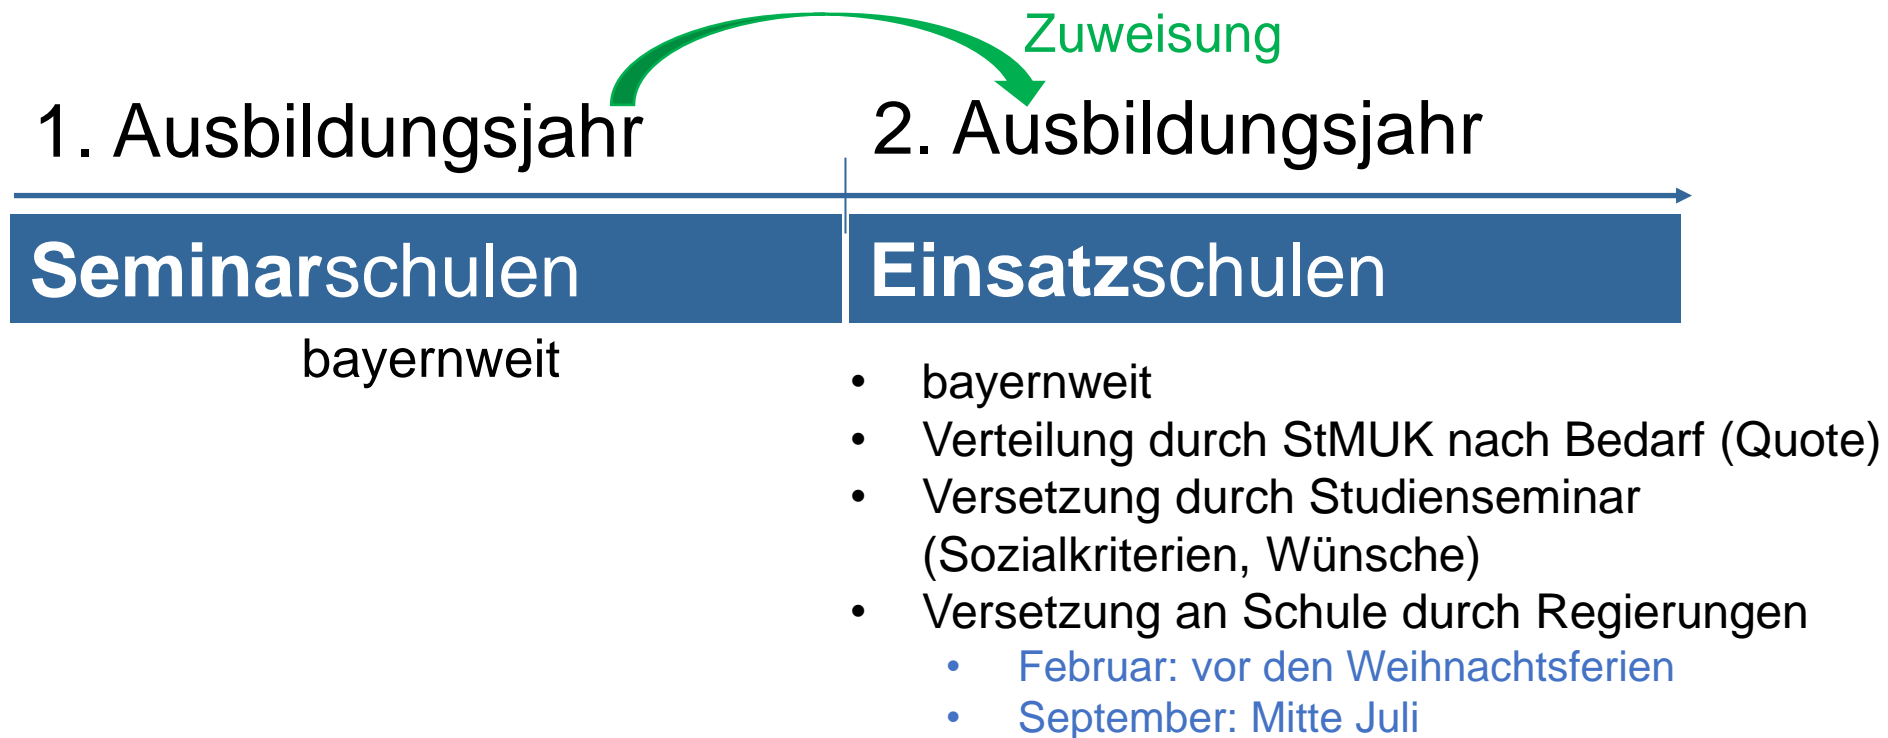 Zuweisung
1. Ausbildungsjahr
2. Ausbildungsjahr
Seminarschulen
Einsatzschulen
bayernweit
• bayernweit
• Verteilung durch StMUK nach Bedarf (Quote)
• Versetzung durch Studienseminar
(Sozialkriterien, Wünsche)
• Versetzung an Schule durch Regierungen
• Februar: vor den Weihnachtsferien
• September: Mitte Juli